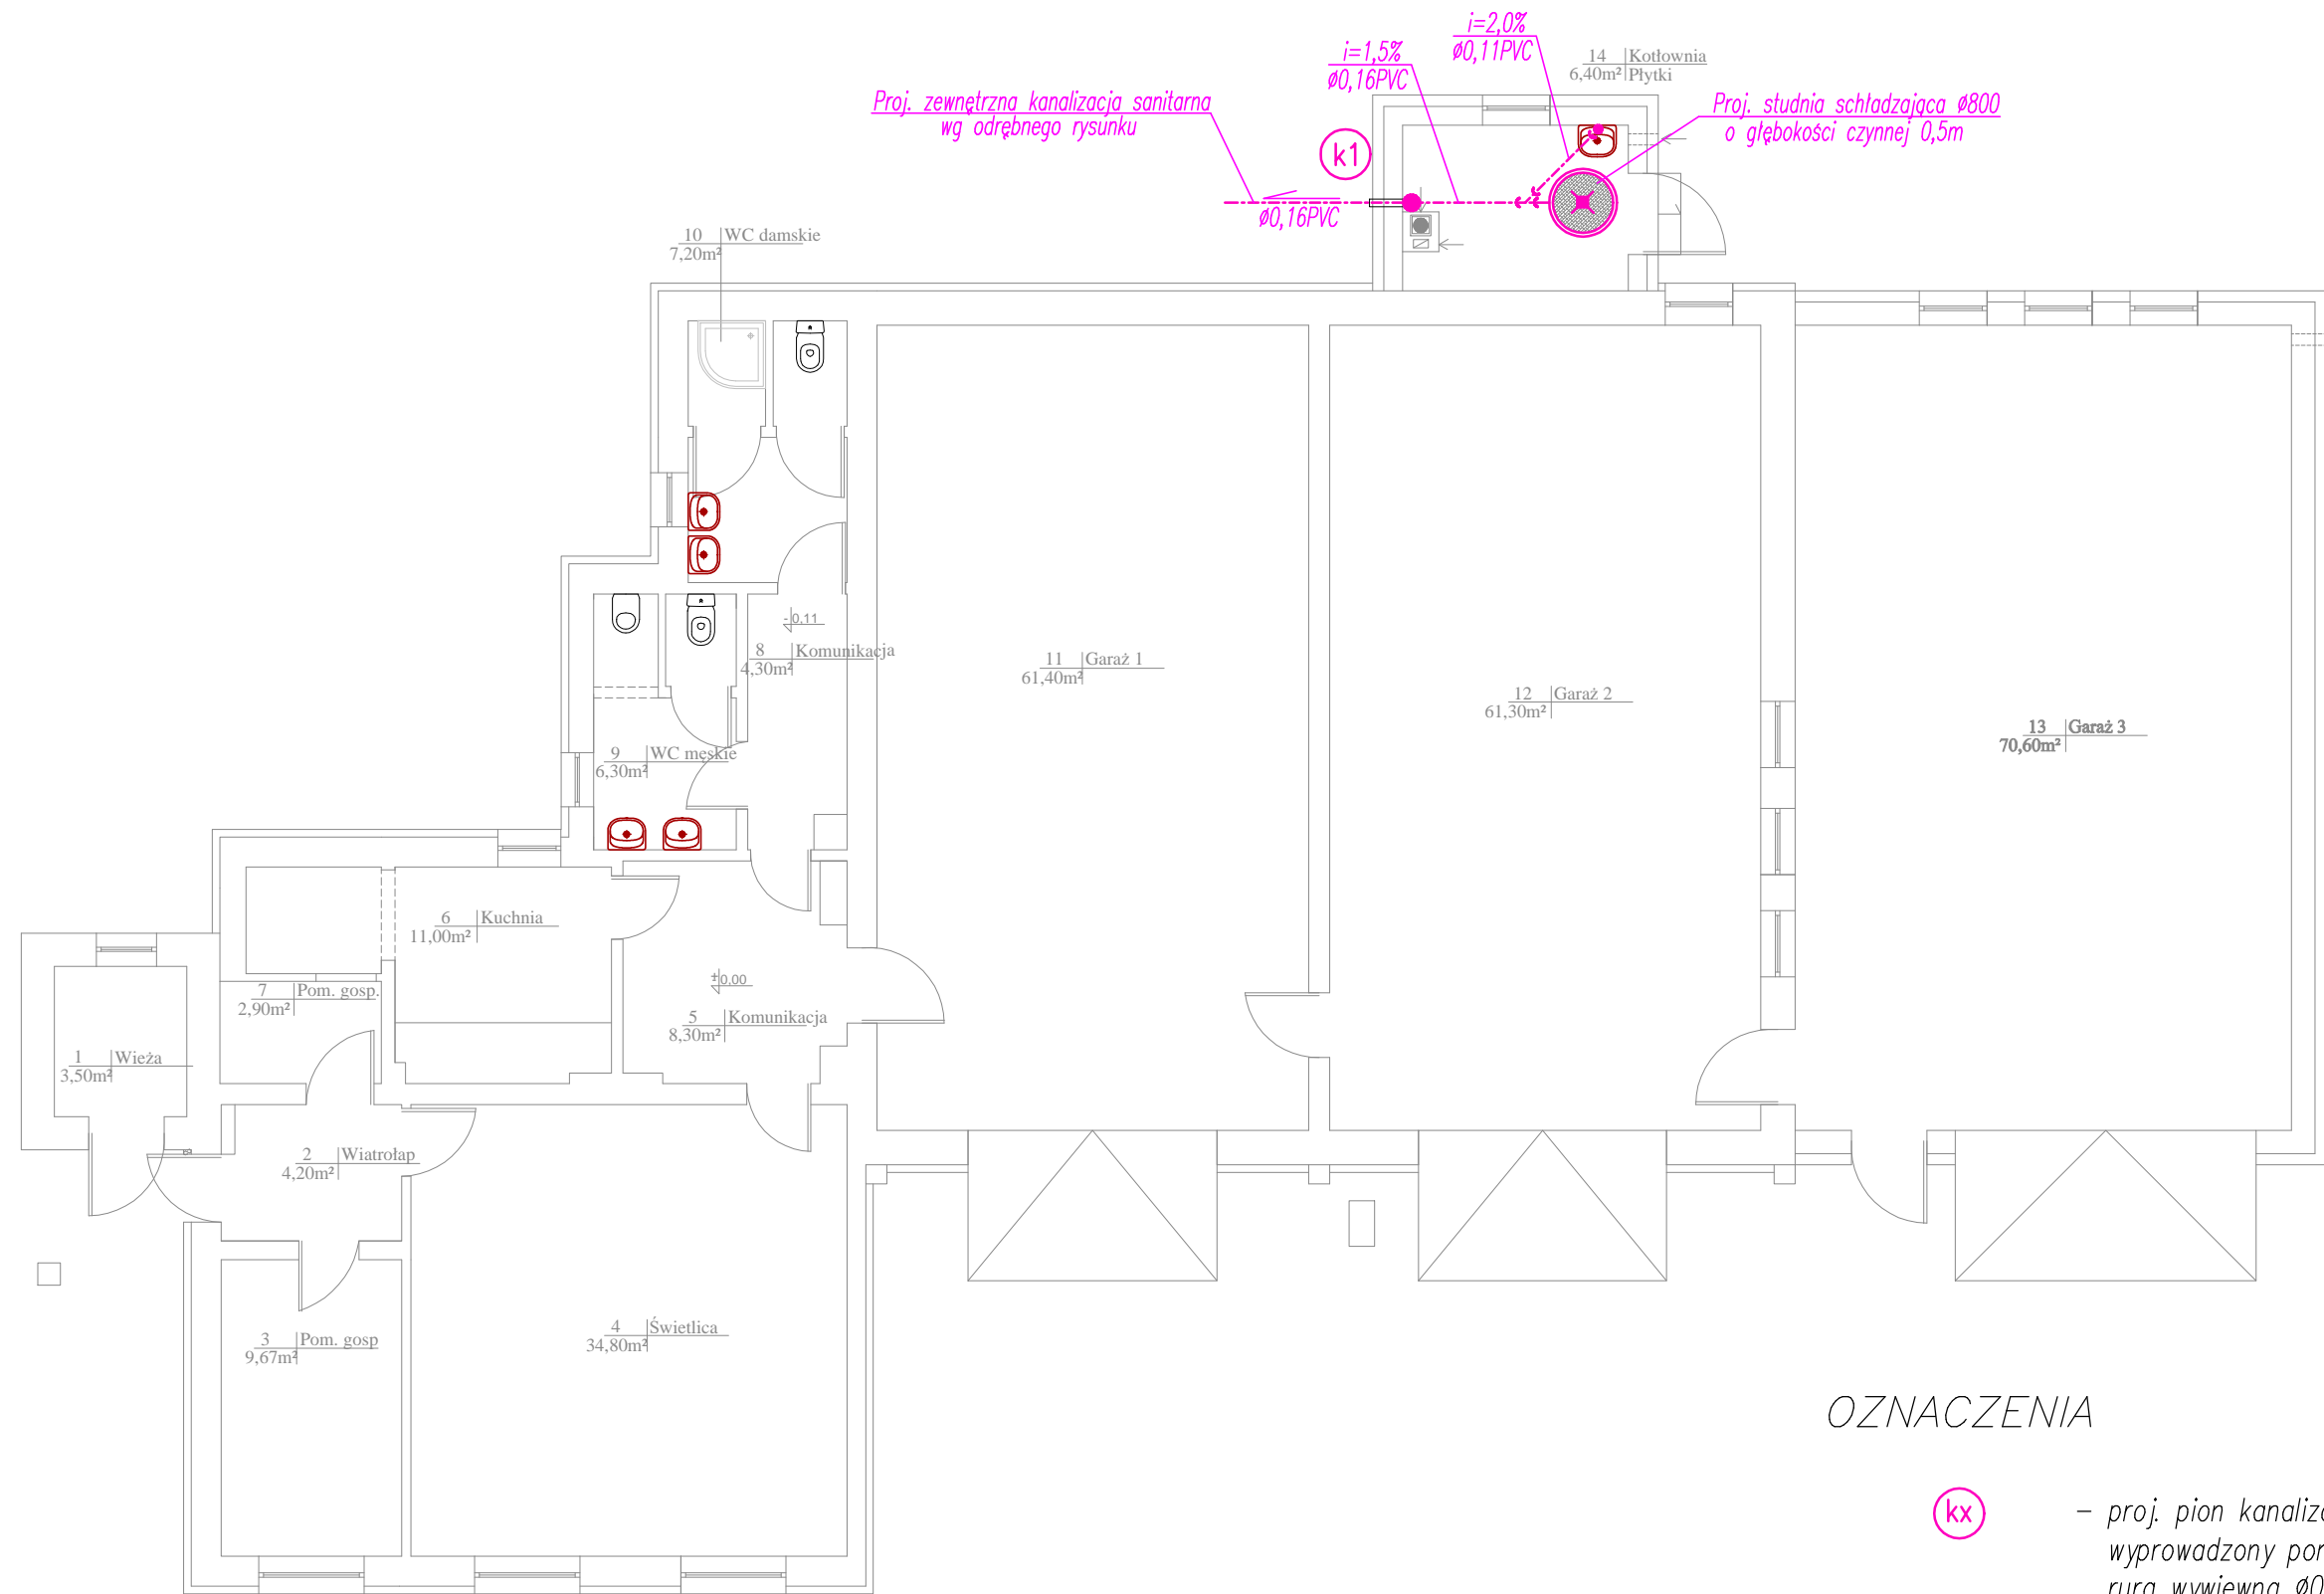 i=2,0%
ø0,11PVC
i=1,5%
ø0,16PVC
14 Kotłownia
6,40m² Płytki
Proj. zewnętrzna kanalizacja sanitarna
wg odrębnego rysunku
Proj. studnia schładzająca ø800
o głębokości czynnej 0,5m
k1
ø0,16PVC
10 WC damskie
7,20m²
-0,11
8 Komunikacja
4,30m²
11 Garaż 1
61,40m²
12 Garaż 2
61,30m²
13 Garaż 3
70,60m²
9 WC męskie
6,30m²
6 Kuchnia
11,00m²
±0,00
7 Pom. gosp.
2,90m²
5 Komunikacja
8,30m²
1 Wieża
3,50m²
2 Wiatrołap
4,20m²
4 Świetlica
34,80m²
3 Pom. gosp
9,67m²
OZNACZENIA
kx
- proj. pion
wyprowadzony
rura wywiewna